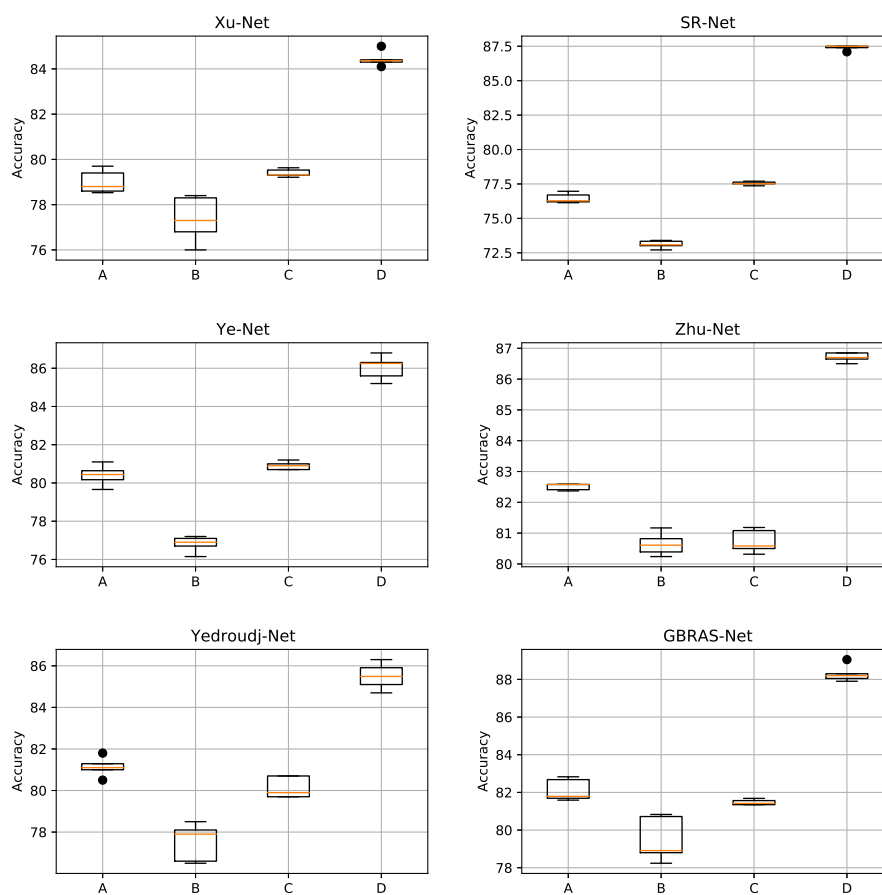 Xu-Net
84
82
80
78
76
Accuracy
A B C D
SR-Net
87.5
85.0
82.5
80.0
77.5
75.0
72.5
Accuracy
A B C D
Ye-Net
86
84
82
80
78
76
Accuracy
A B C D
Zhu-Net
87
86
85
84
83
82
81
80
Accuracy
A B C D
Yedroudj-Net
86
84
82
80
78
Accuracy
A B C D
GBRAS-Net
88
86
84
82
80
78
Accuracy
A B C D